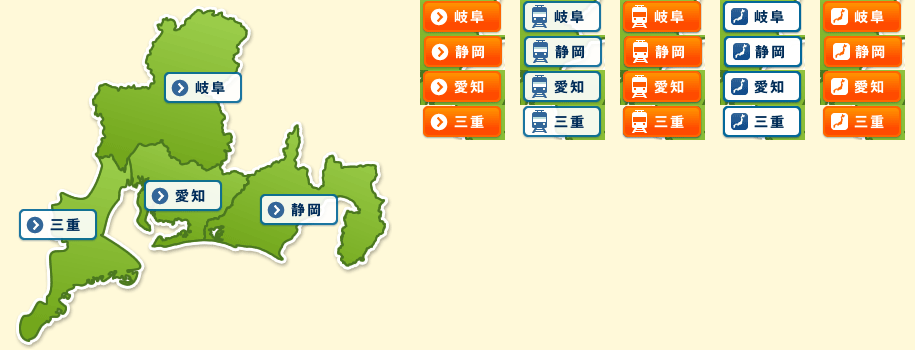 岐阜
愛知
静岡
三重
岐阜 岐阜 岐阜 岐阜 岐阜
静岡 静岡 静岡 静岡 静岡
愛知 愛知 愛知 愛知 愛知
三重 三重 三重 三重 三重